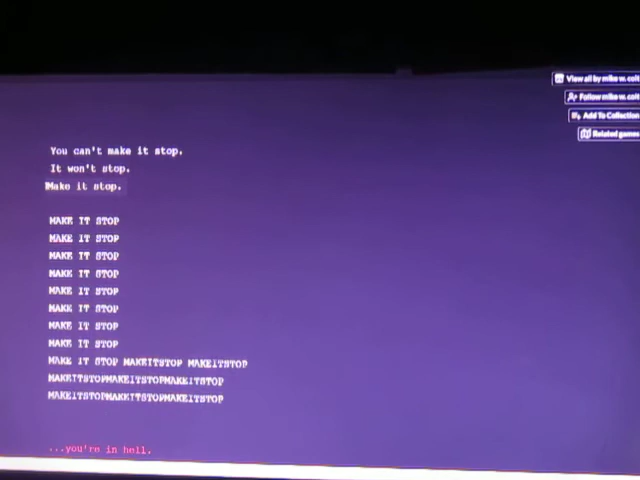 View all by mike w. colt
Follow mike w. colt
Add To Collection
Related games
You can't make it stop.
It won't stop.
Make it stop.
MAKE IT STOP
MAKE IT STOP
MAKE IT STOP
MAKE IT STOP
MAKE IT STOP
MAKE IT STOP
MAKE IT STOP
MAKE IT STOP
MAKE IT STOP MAKEITSTOP MAKEITSTOP
MAKEITSTOPMAKEITSTOPMAKEITSTOP
MAKEITSTOPMAKEITSTOPMAKEITSTOP
...you're in hell.